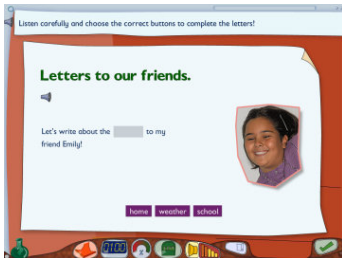 Listen carefully and choose the correct buttons to complete the letters!
Letters to our friends.
Let's write about the to my
friend Emily!
home weather school